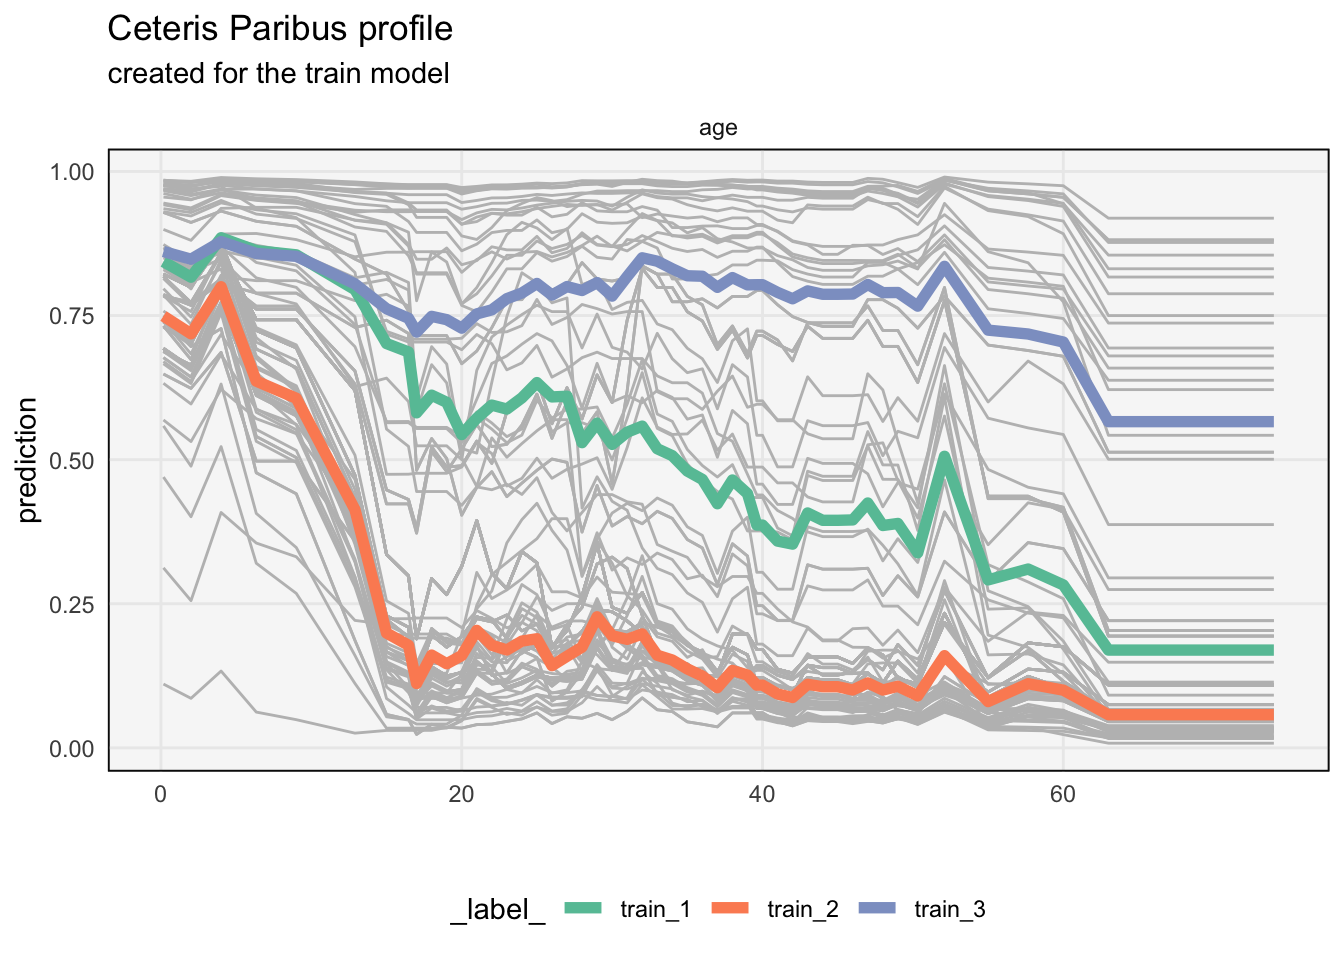 Ceteris Paribus profile
created for the train model
age
1.00
0.75
0.50
0.25
0.00
prediction
0 20 40 60
_label_ train_1 train_2 train_3